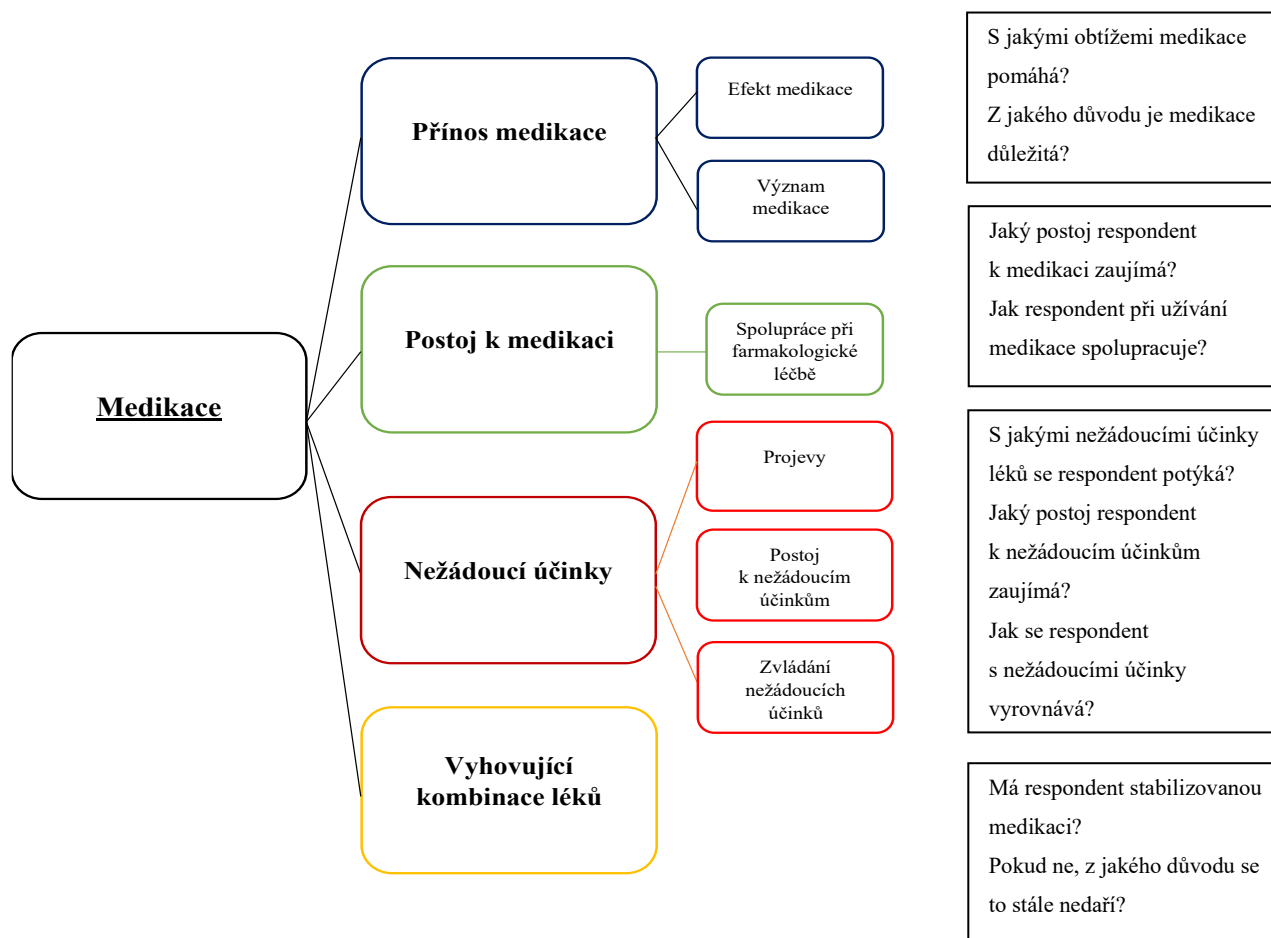 Medikace
Přínos medikace
Efekt medikace
Význam
medikace
S jakými obtížemi medikace
pomáhá?
Z jakého důvodu je medikace
důležitá?
Postoj k medikaci
Spolupráce při
farmakologické
léčbě
Jaký postoj respondent
k medikaci zaujímá?
Jak respondent při užívání
medikace spolupracuje?
Nežádoucí účinky
Projevy
Postoj
k nežádoucím
účinkům
Zvládání
nežádoucích
účinků
S jakými nežádoucími účinky
léků se respondent potýká?
Jaký postoj respondent
k nežádoucím účinkům
zaujímá?
Jak se respondent
s nežádoucími účinky
vyrovnává?
Vyhovující
kombinace léků
Má respondent stabilizovanou
medikaci?
Pokud ne, z jakého důvodu se
to stále nedaří?